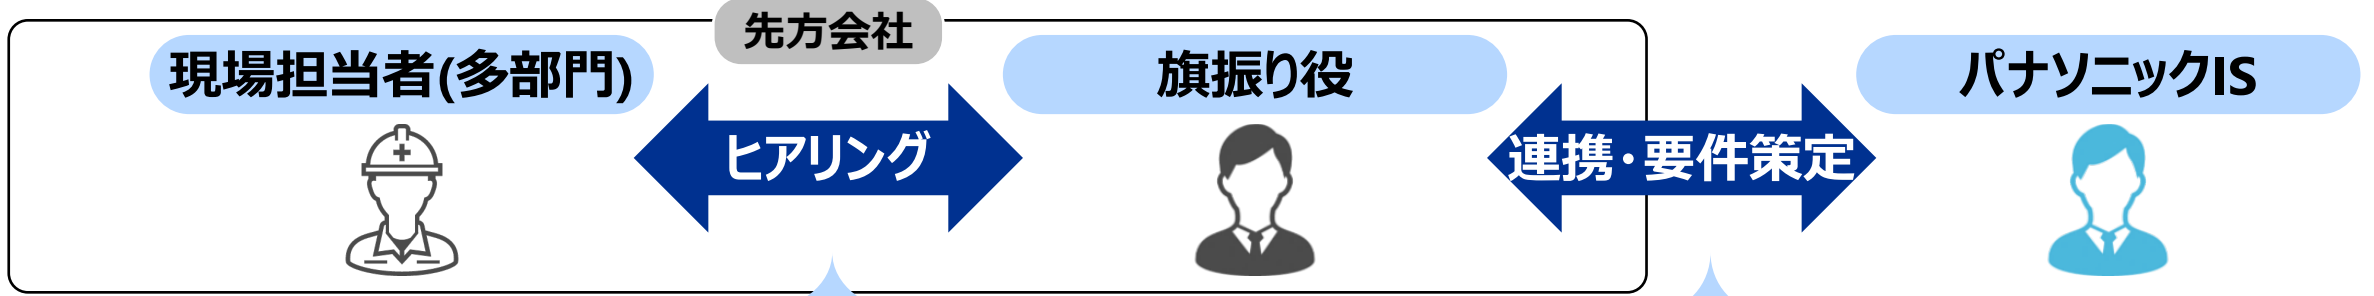 先方会社
現場担当者(多部門)
ヒアリング
旗振り役
連携・要件策定
パナソニックIS